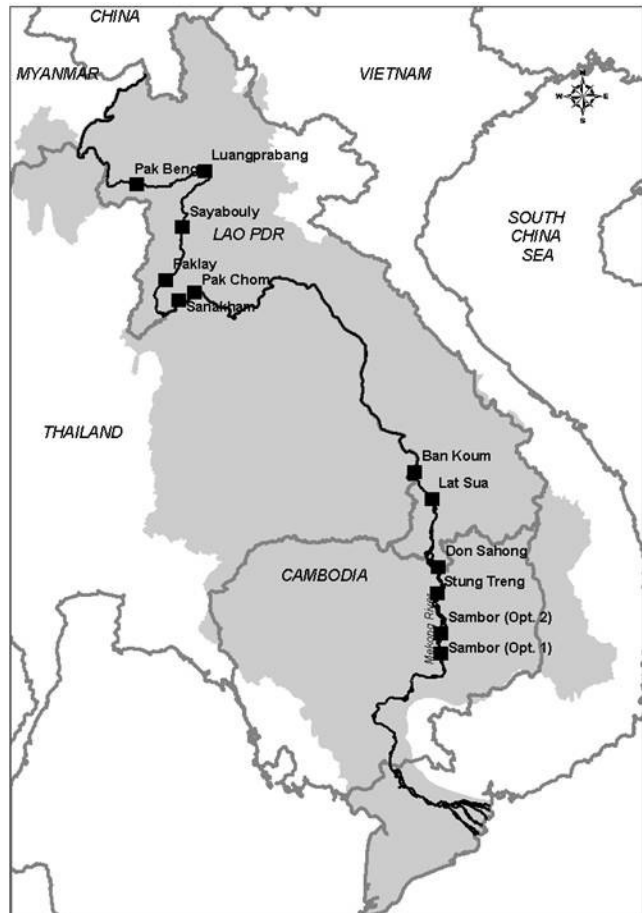 CHINA
MYANMAR
VIETNAM
N
W
E
S
Luangprabang
Pak Beng
Sayabouly
LAO PDR
SOUTH
CHINA
SEA
Paklay
Pak Chom
Sanakham
THAILAND
Ban Koum
Lat Sua
Don Sahong
CAMBODIA
Stung Treng
Mekong River
Sambor (Opt. 2)
Sambor (Opt. 1)